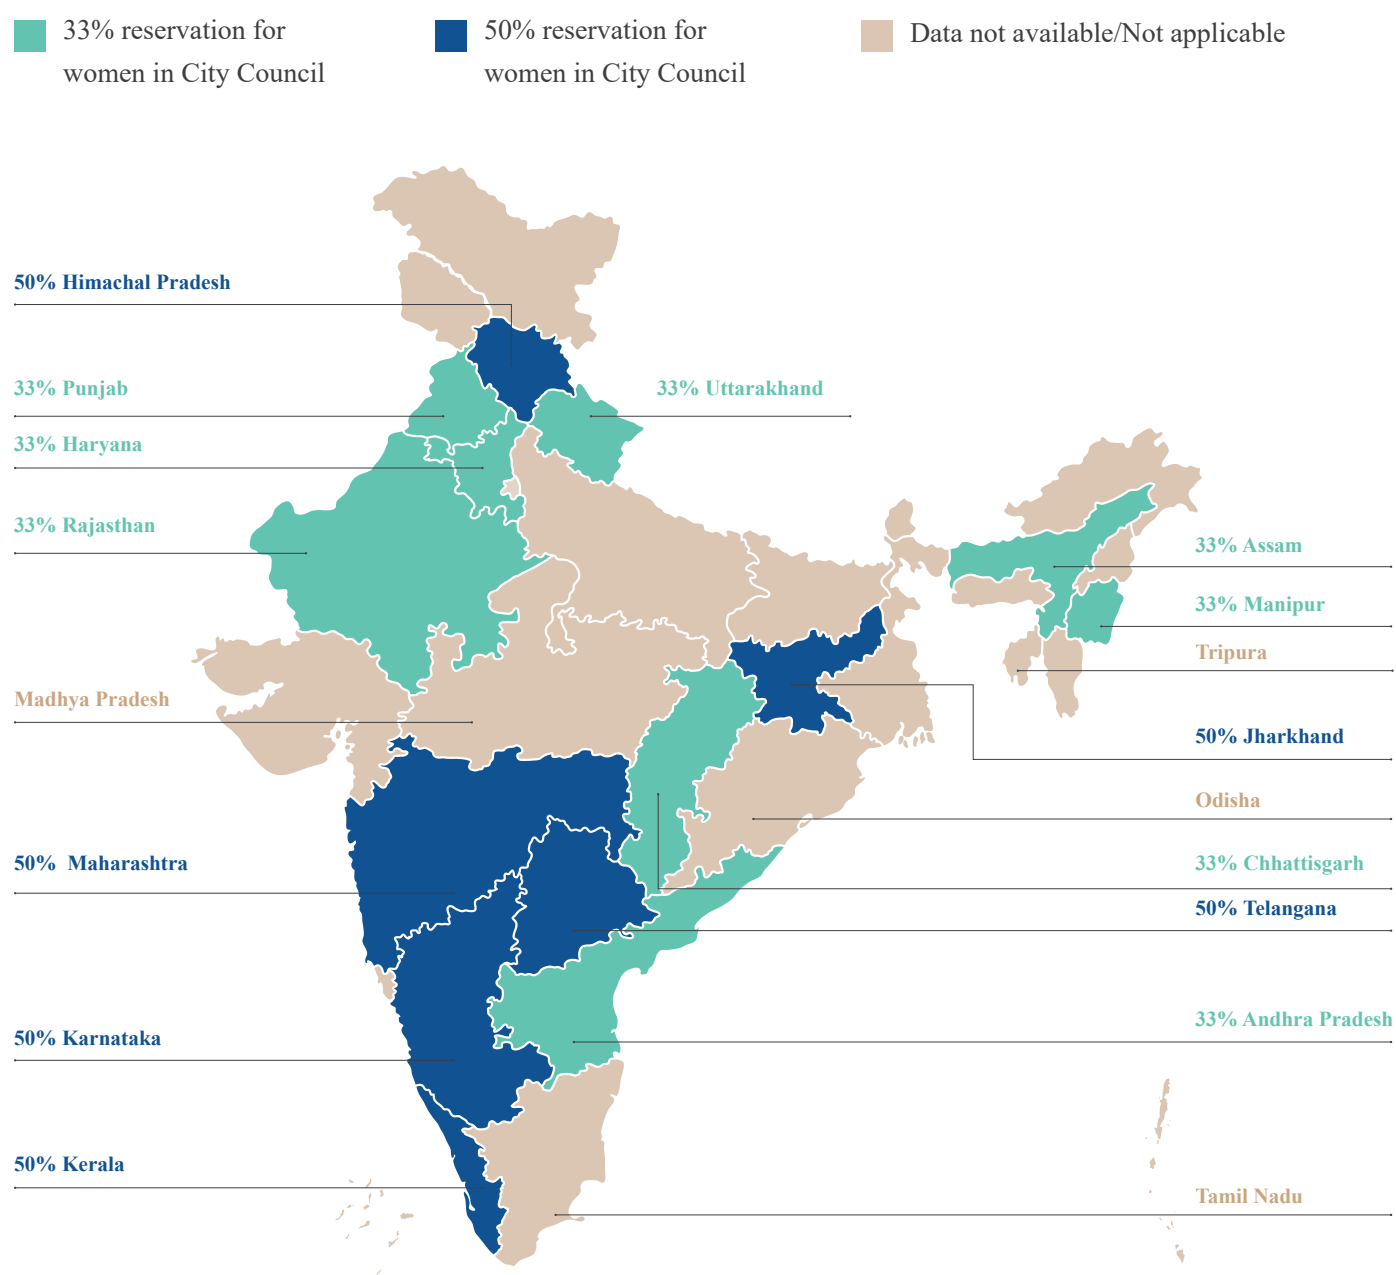 33% reservation for
women in City Council
50% reservation for
women in City Council
Data not available/Not applicable
50% Himachal Pradesh
33% Punjab
33% Uttarakhand
33% Haryana
33% Rajasthan
33% Assam
33% Manipur
Tripura
Madhya Pradesh
50% Jharkhand
Odisha
50%  Maharashtra
33% Chhattisgarh
50% Telangana
33% Andhra Pradesh
50% Karnataka
50% Kerala
Tamil Nadu